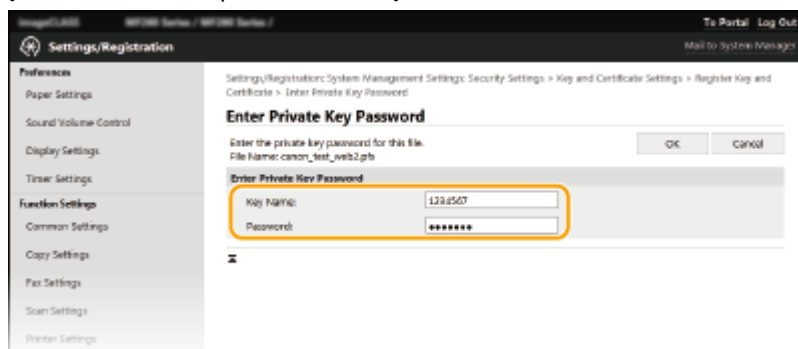 To Portal Log Out
Settings/Registration
Mail to System Manager
Preferences
Paper Settings
Sound Volume Control
Display Settings
Timer Settings
Function Settings
Common Settings
Copy Settings
Fax Settings
Scan Settings
Printer Settings
Settings/Registration: System Management Settings: Security Settings > Key and Certificate Settings > Register Key and
Certificate > Enter Private Key Password
Enter Private Key Password
Enter the private key password for this file.
File Name: canon_test_web2.pfx
OK Cancel
Enter Private Key Password
Key Name: 1234567
Password: •••••••